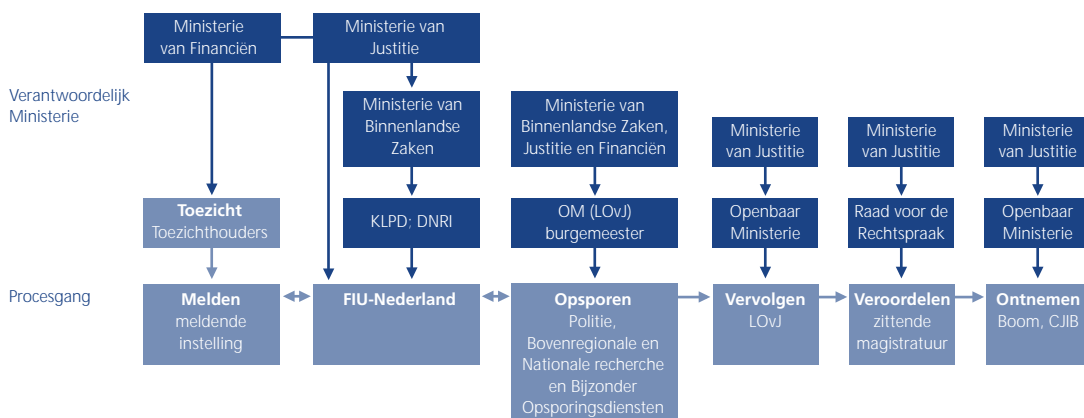 Ministerie
van Financiën
Ministerie van
Justitie
Verantwoordelijk
Ministerie
Ministerie van
Binnenlandse
Zaken
Ministerie van
Binnenlandse Zaken,
Justitie en Financiën
Ministerie
van Justitie
Ministerie
van Justitie
Ministerie
van Justitie
Toezicht
Toezichthouders
KLPD; DNRI
OM (LOvJ)
burgemeester
Openbaar
Ministerie
Raad voor de
Rechtspraak
Openbaar
Ministerie
Procesgang
Melden
meldende
instelling
FIU-Nederland
Opsporen
Politie,
Bovenregionale en
Nationale recherche
en Bijzonder
Opsporingsdiensten
Vervolgen
LOvJ
Veroordelen
zittende
magistratuur
Ontnemen
Boom, CJIB